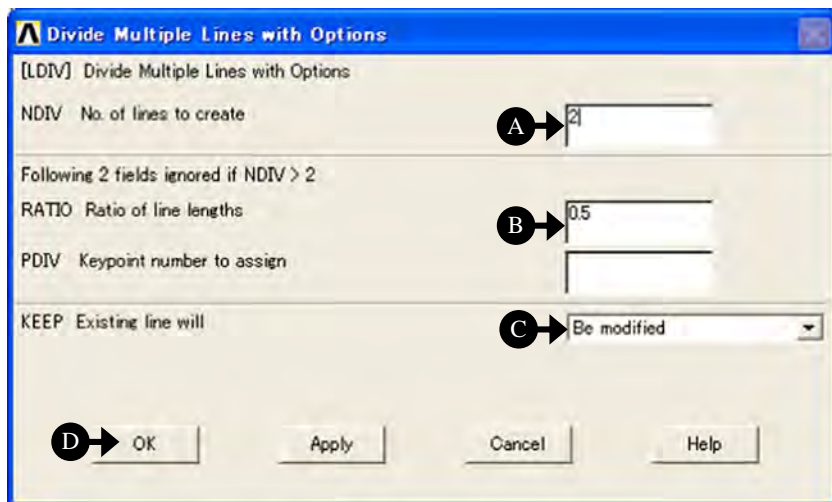 Divide Multiple Lines with Options
[LDIV] Divide Multiple Lines with Options
NDIV No. of lines to create
A
2
Following 2 fields ignored if NDIV > 2
RATIO Ratio of line lengths
B
0.5
PDIV Keypoint number to assign
KEEP Existing line will
C
Be modified
D
OK
Apply
Cancel
Help